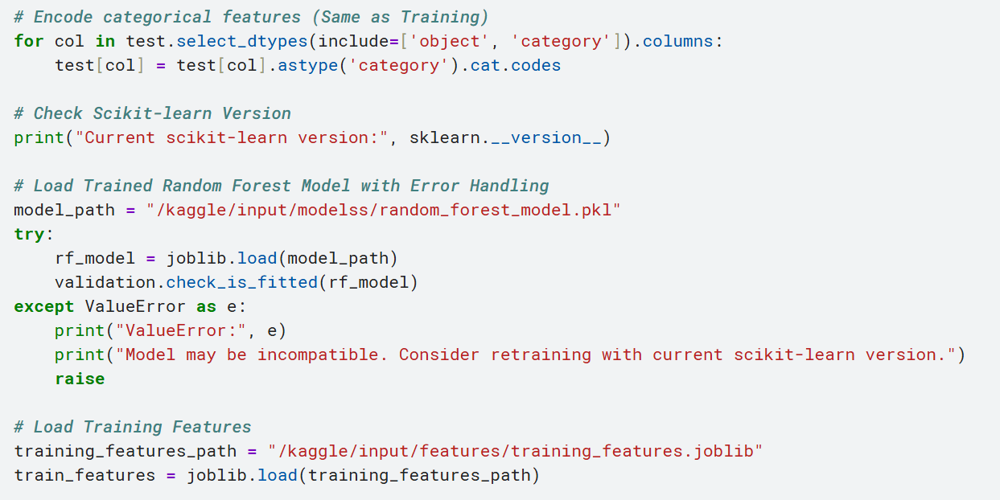 # Encode categorical features (Same as Training)
for col in test.select_dtypes(include=['object', 'category']).columns:
    test[col] = test[col].astype('category').cat.codes

# Check Scikit-learn Version
print("Current scikit-learn version:", sklearn.__version__)

# Load Trained Random Forest Model with Error Handling
model_path = "/kaggle/input/modelss/random_forest_model.pkl"
try:
    rf_model = joblib.load(model_path)
    validation.check_is_fitted(rf_model)
except ValueError as e:
    print("ValueError:", e)
    print("Model may be incompatible. Consider retraining with current scikit-learn version.")
    raise

# Load Training Features
training_features_path = "/kaggle/input/features/training_features.joblib"
train_features = joblib.load(training_features_path)